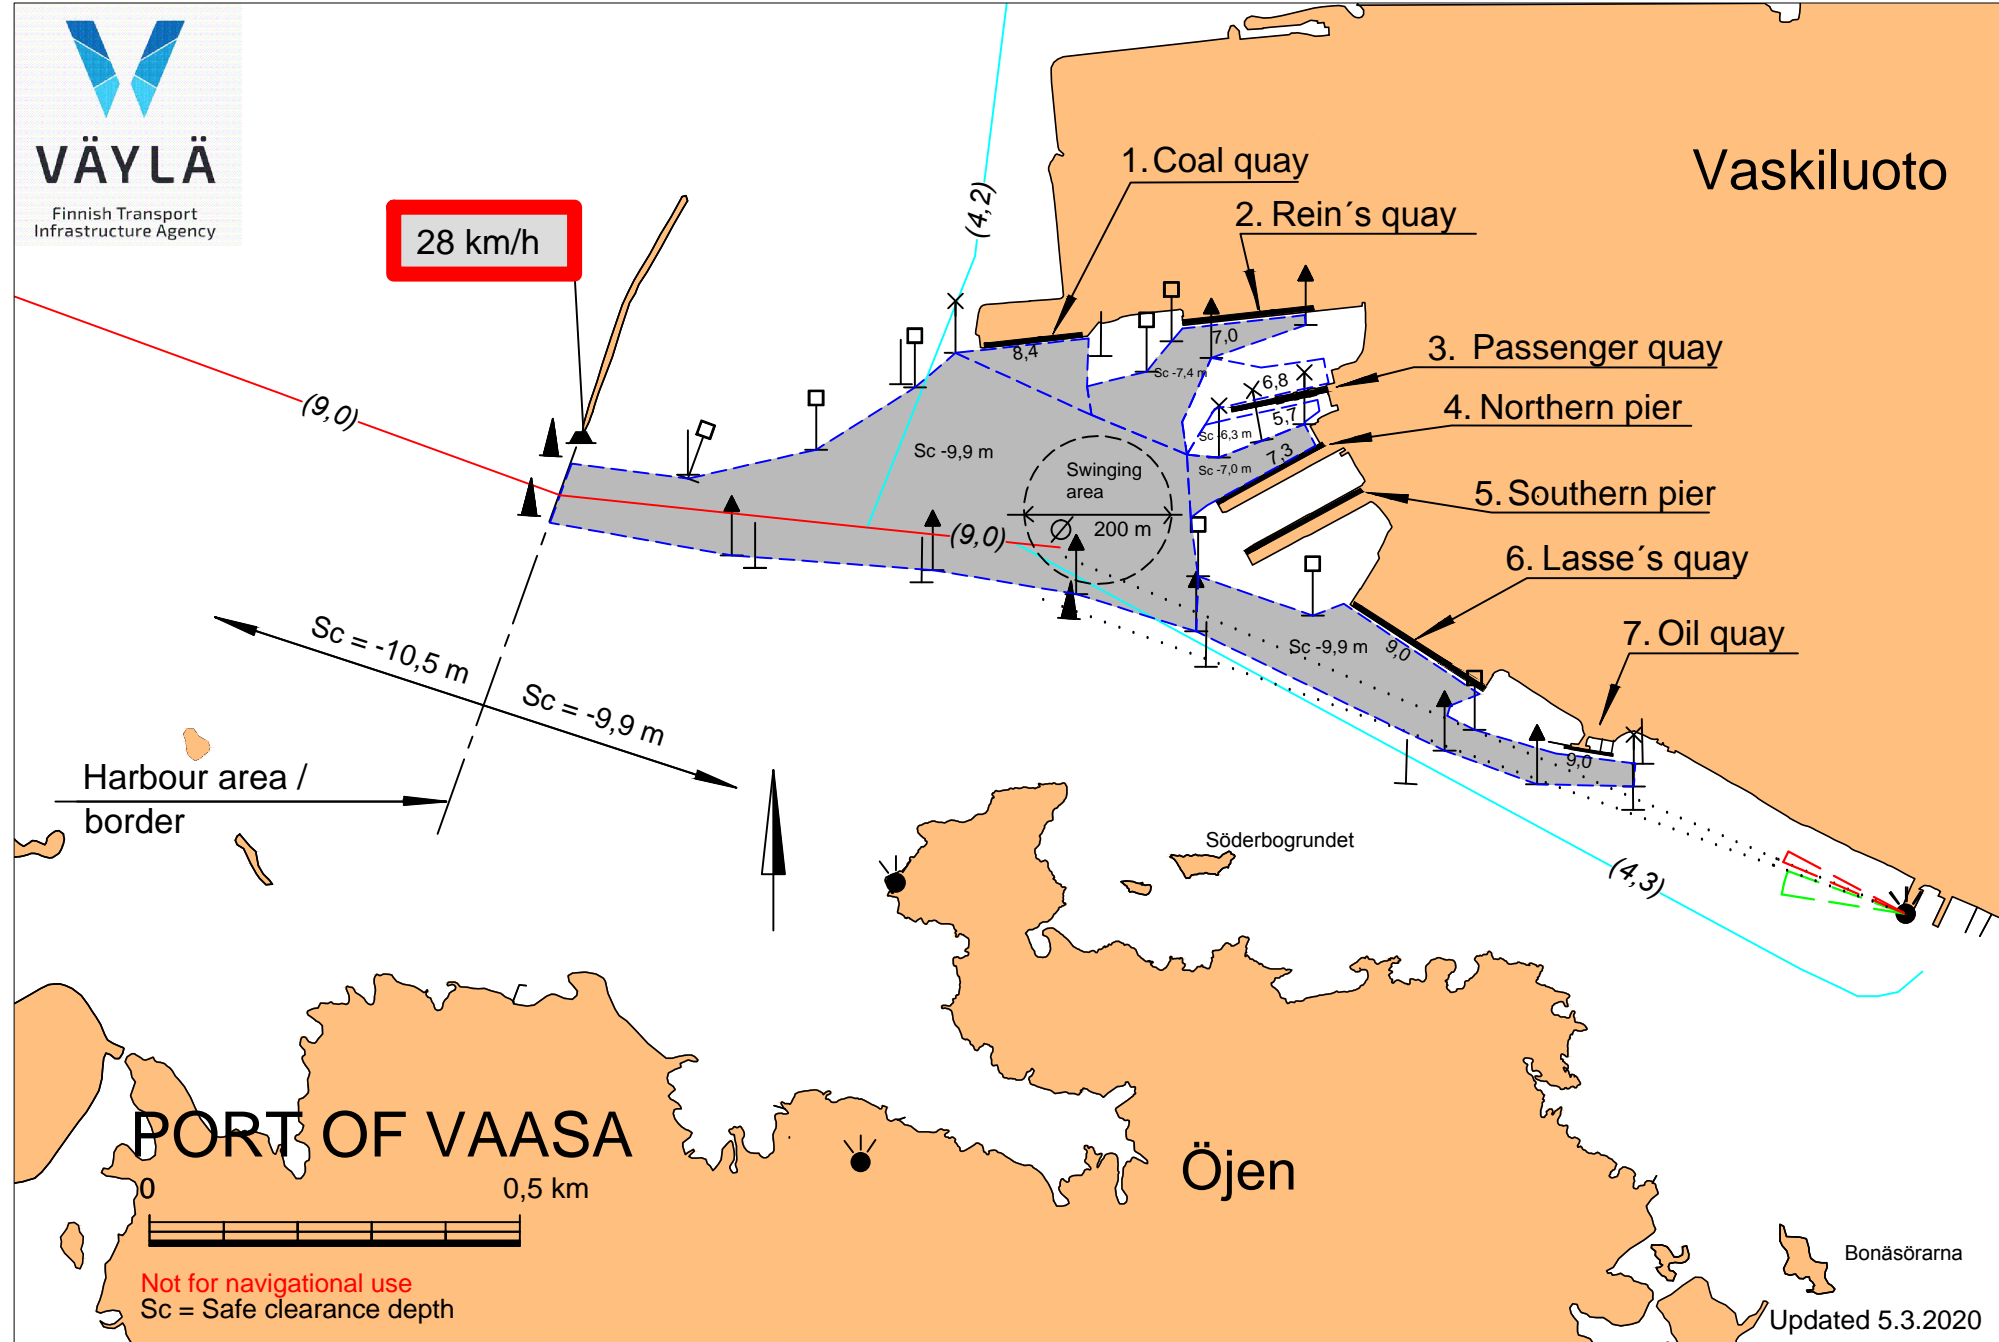 VÄYLÄ
Finnish Transport
Infrastructure Agency
28 km/h
(4,2)
1. Coal quay
2. Rein´s quay
Vaskiluoto
3. Passenger quay
4. Northern pier
5. Southern pier
6. Lasse´s quay
7. Oil quay
(9,0)
8,4
7,0
Sc -7,4 m
6,8
5,7
Sc -6,3 m
7,3
Sc -7,0 m
Sc -9,9 m
Swinging
area
200 m
(9,0)
Sc -9,9 m
9,0
9,0
Sc = -10,5 m
Sc = -9,9 m
Harbour area /
border
Söderbogrundet
(4,3)
PORT OF VAASA
0 0,5 km
Öjen
Bonäsörarna
Not for navigational use
Sc = Safe clearance depth
Updated 5.3.2020